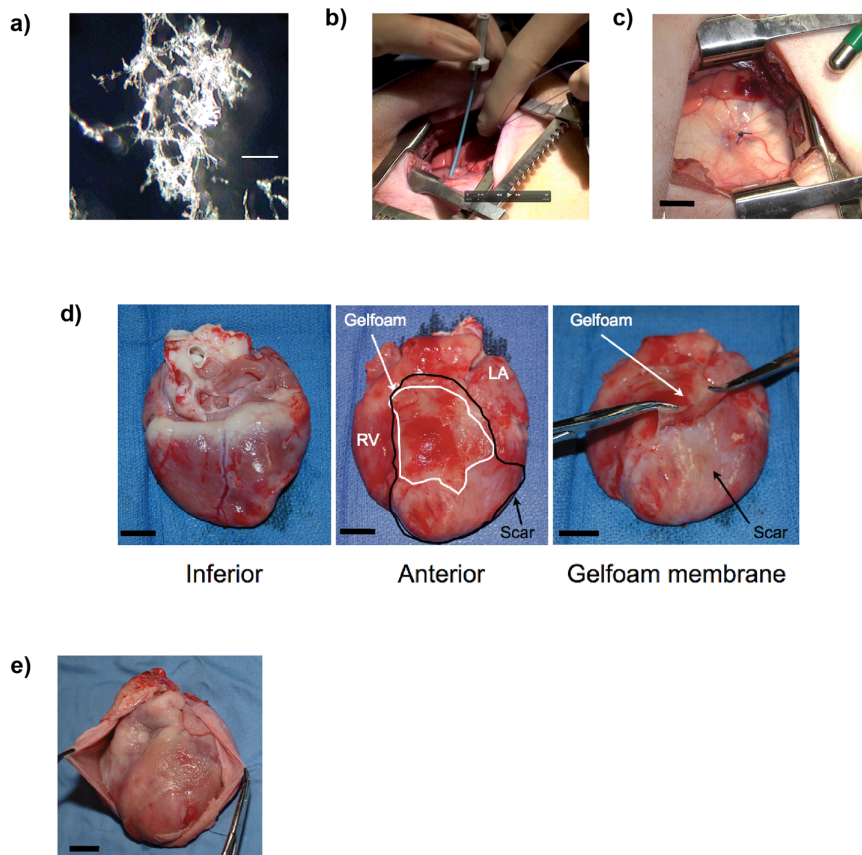 a)
b)
c)
d)
Gelfoam
LA
RV
Scar
Gelfoam
Scar
Inferior
Anterior
Gelfoam membrane
e)